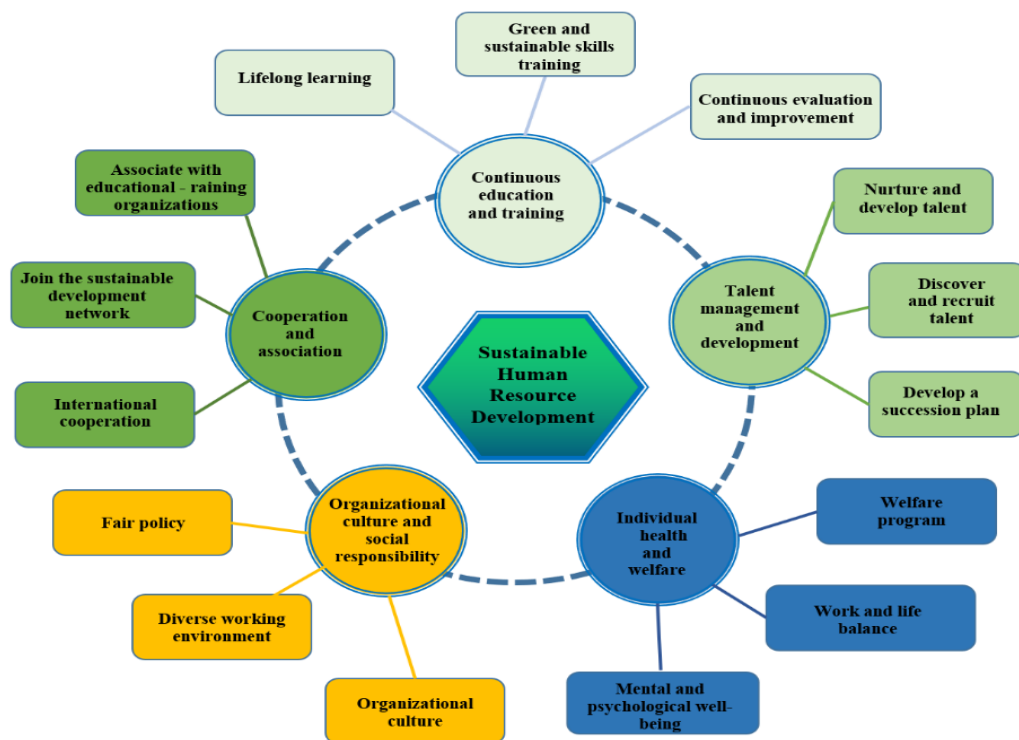 Green and
sustainable skills
training
Lifelong learning
Continuous evaluation
and improvement
Continuous
education
and training
Associate with
educational - raining
organizations
Join the sustainable
development
network
International
cooperation
Cooperation
and
association
Nurture and
develop talent
Discover
and recruit
talent
Develop a
succession plan
Talent
management
and
development
Sustainable
Human
Resource
Development
Fair policy
Diverse working
environment
Organizational
culture
Organizational
culture and
social
responsibility
Individual
health
and
welfare
Welfare
program
Work and life
balance
Mental and
psychological well-
being